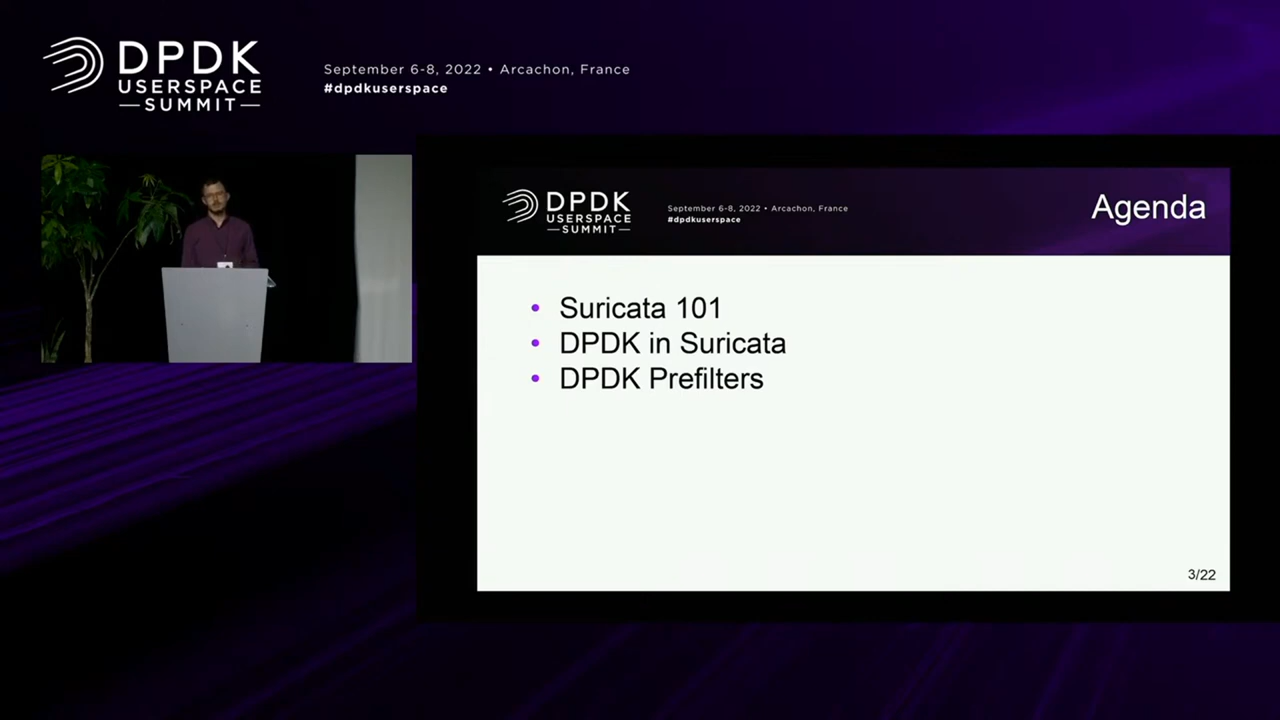 DPDK
USERSPACE
SUMMIT
September 6-8, 2022 • Arcachon, France
#dpdkuserspace
DPDK
USERSPACE
SUMMIT
September 6-8, 2022 • Arcachon, France
#dpdkuserspace
Agenda
• Suricata 101
• DPDK in Suricata
• DPDK Prefilters
3/22